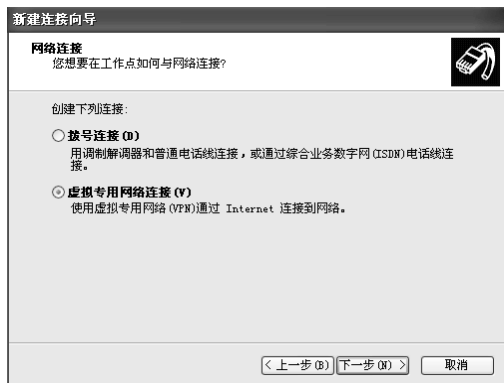 新建连接向导
网络连接
您想要在工作点如何与网络连接?
创建下列连接:
拨号连接(D)
用调制解调器和普通电话线连接，或通过综合业务数字网(ISDN)电话线连
接。
虚拟专用网络连接(V)
使用虚拟专用网络(VPN)通过 Internet 连接到网络。
< 上一步(B) 下一步(N) > 取消